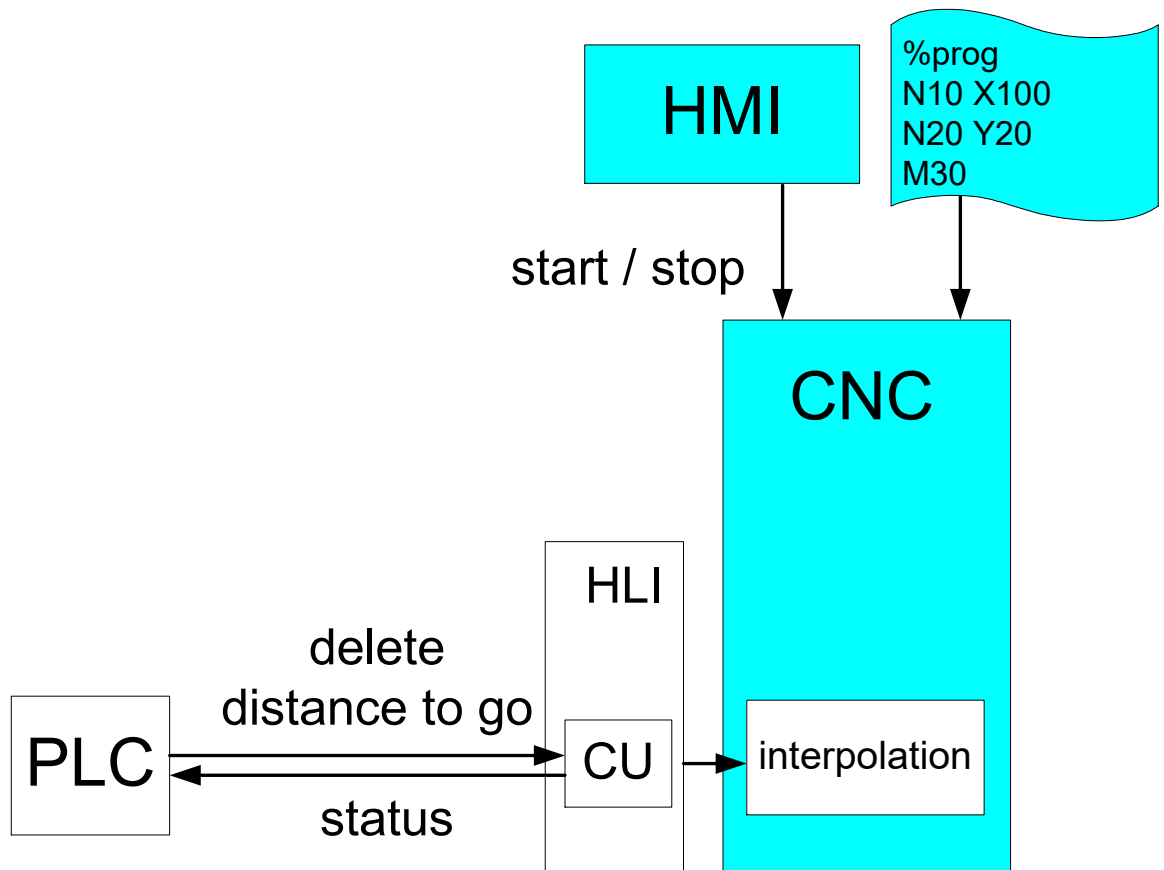 HMI
%prog
N10 X100
N20 Y20
M30
start / stop
CNC
HLI
delete
distance to go
PLC
CU
interpolation
status